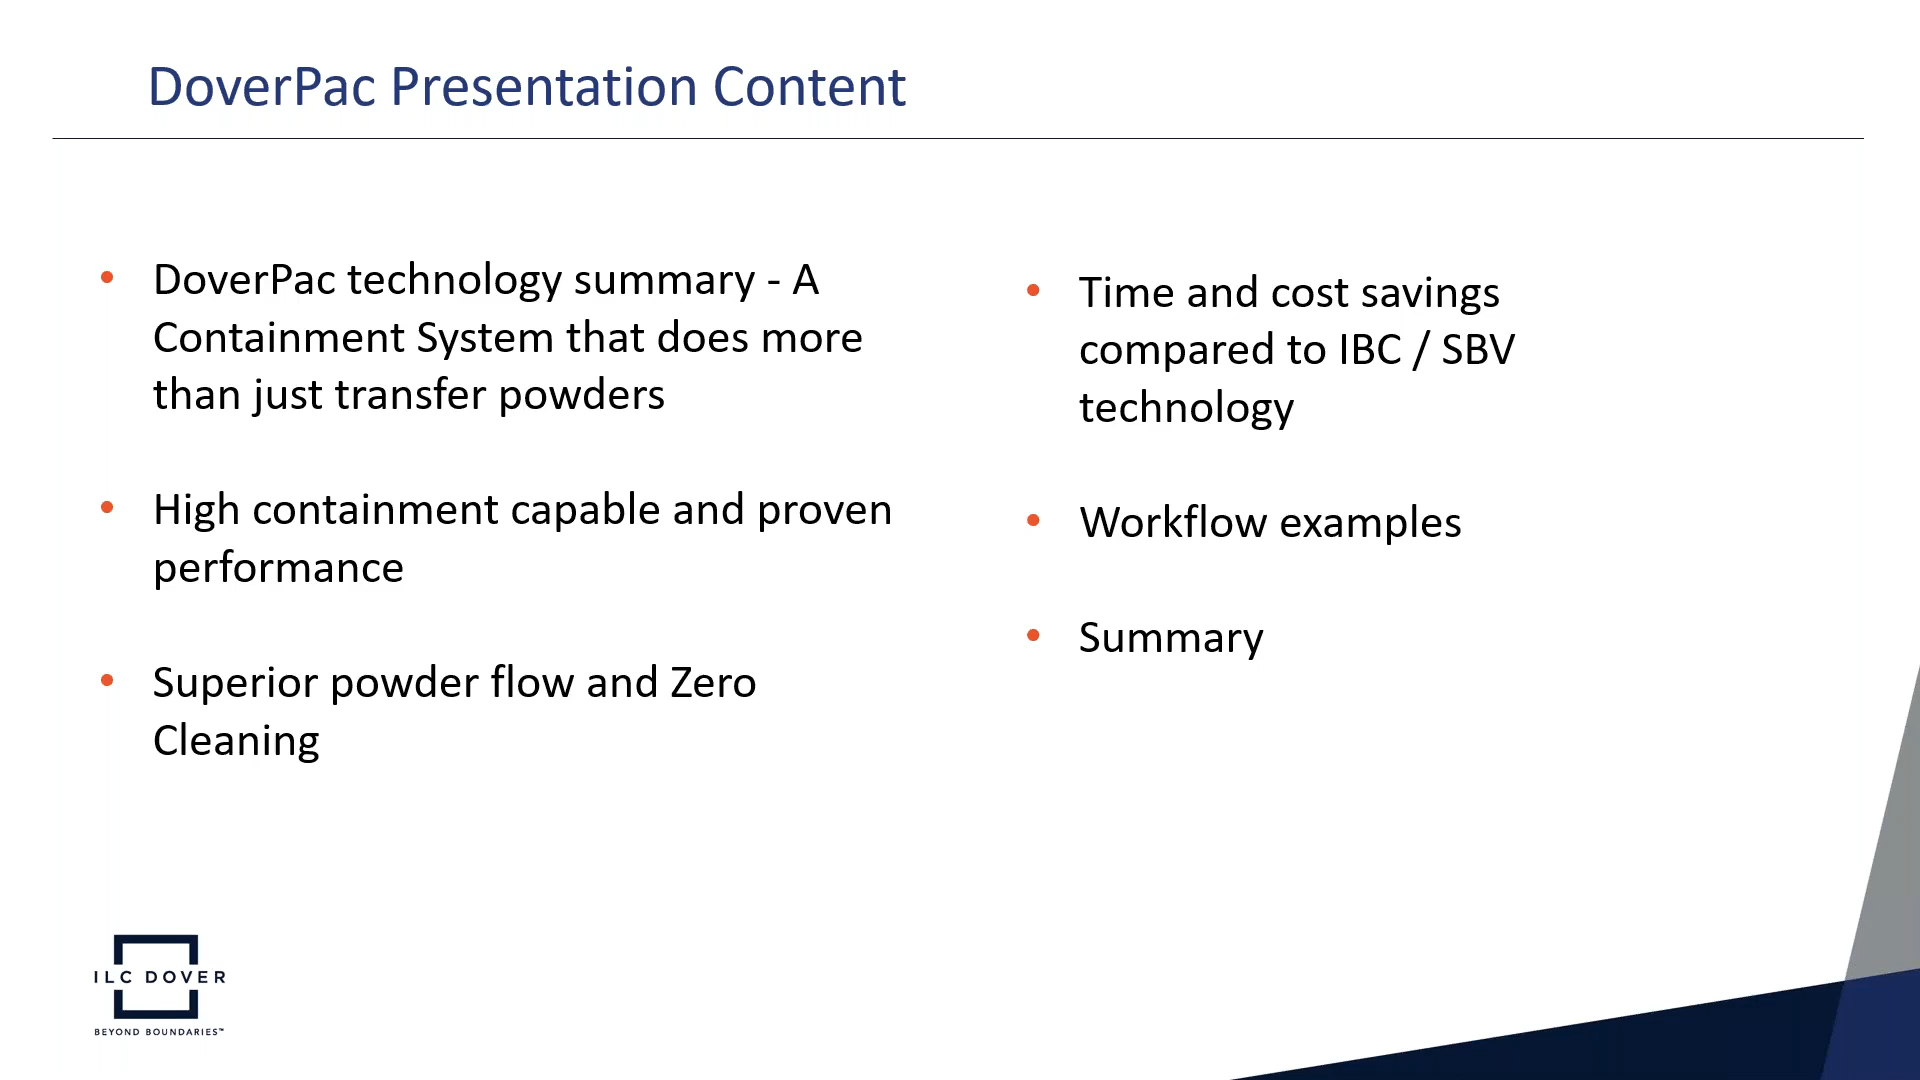 DoverPac Presentation Content
• DoverPac technology summary - A
Containment System that does more
than just transfer powders
• High containment capable and proven
performance
• Superior powder flow and Zero
Cleaning
• Time and cost savings
compared to IBC / SBV
technology
• Workflow examples
• Summary
ILC DOVER
BEYOND BOUNDARIES™